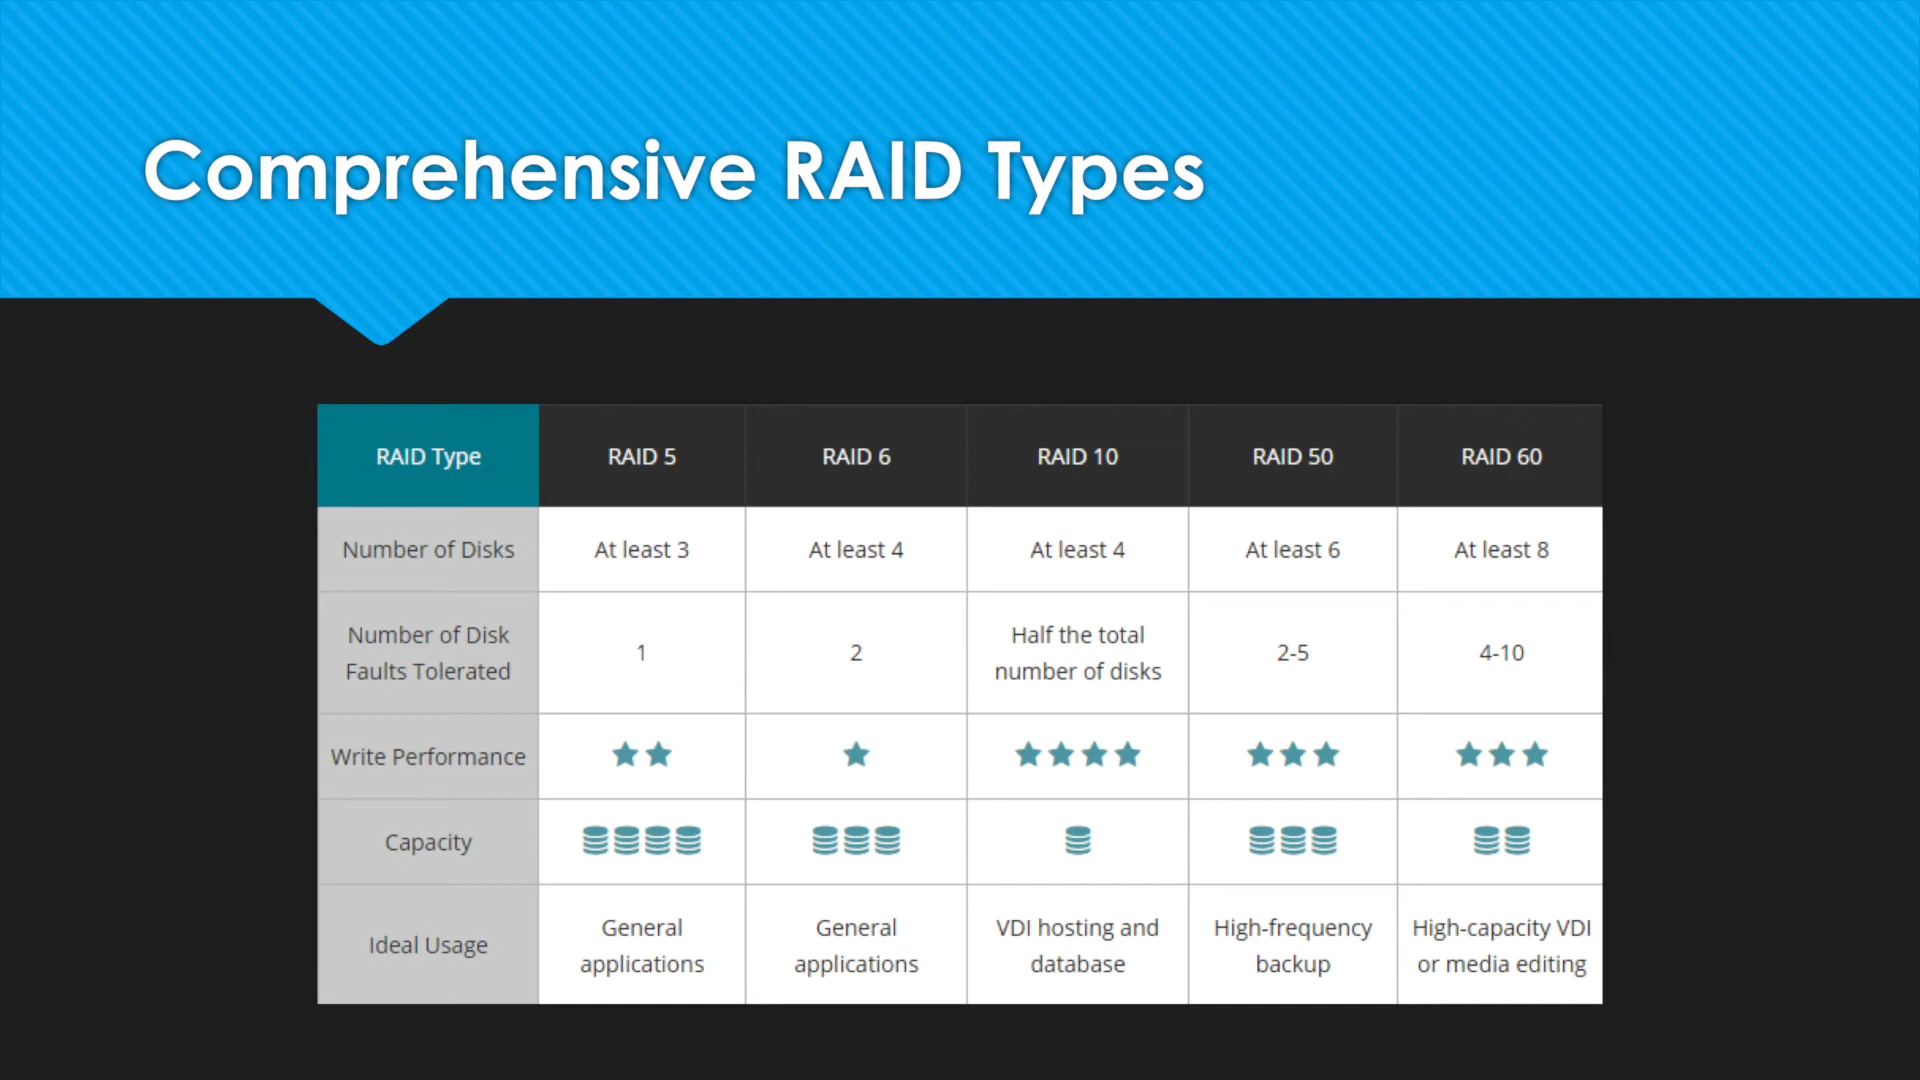 Comprehensive RAID Types
RAID Type RAID 5 RAID 6 RAID 10 RAID 50 RAID 60
Number of Disks At least 3 At least 4 At least 4 At least 6 At least 8
Number of Disk
Faults Tolerated
1
2
Half the total
number of disks
2-5
4-10
Write Performance
Capacity
Ideal Usage
General
applications
General
applications
VDI hosting and
database
High-frequency
backup
High-capacity VDI
or media editing